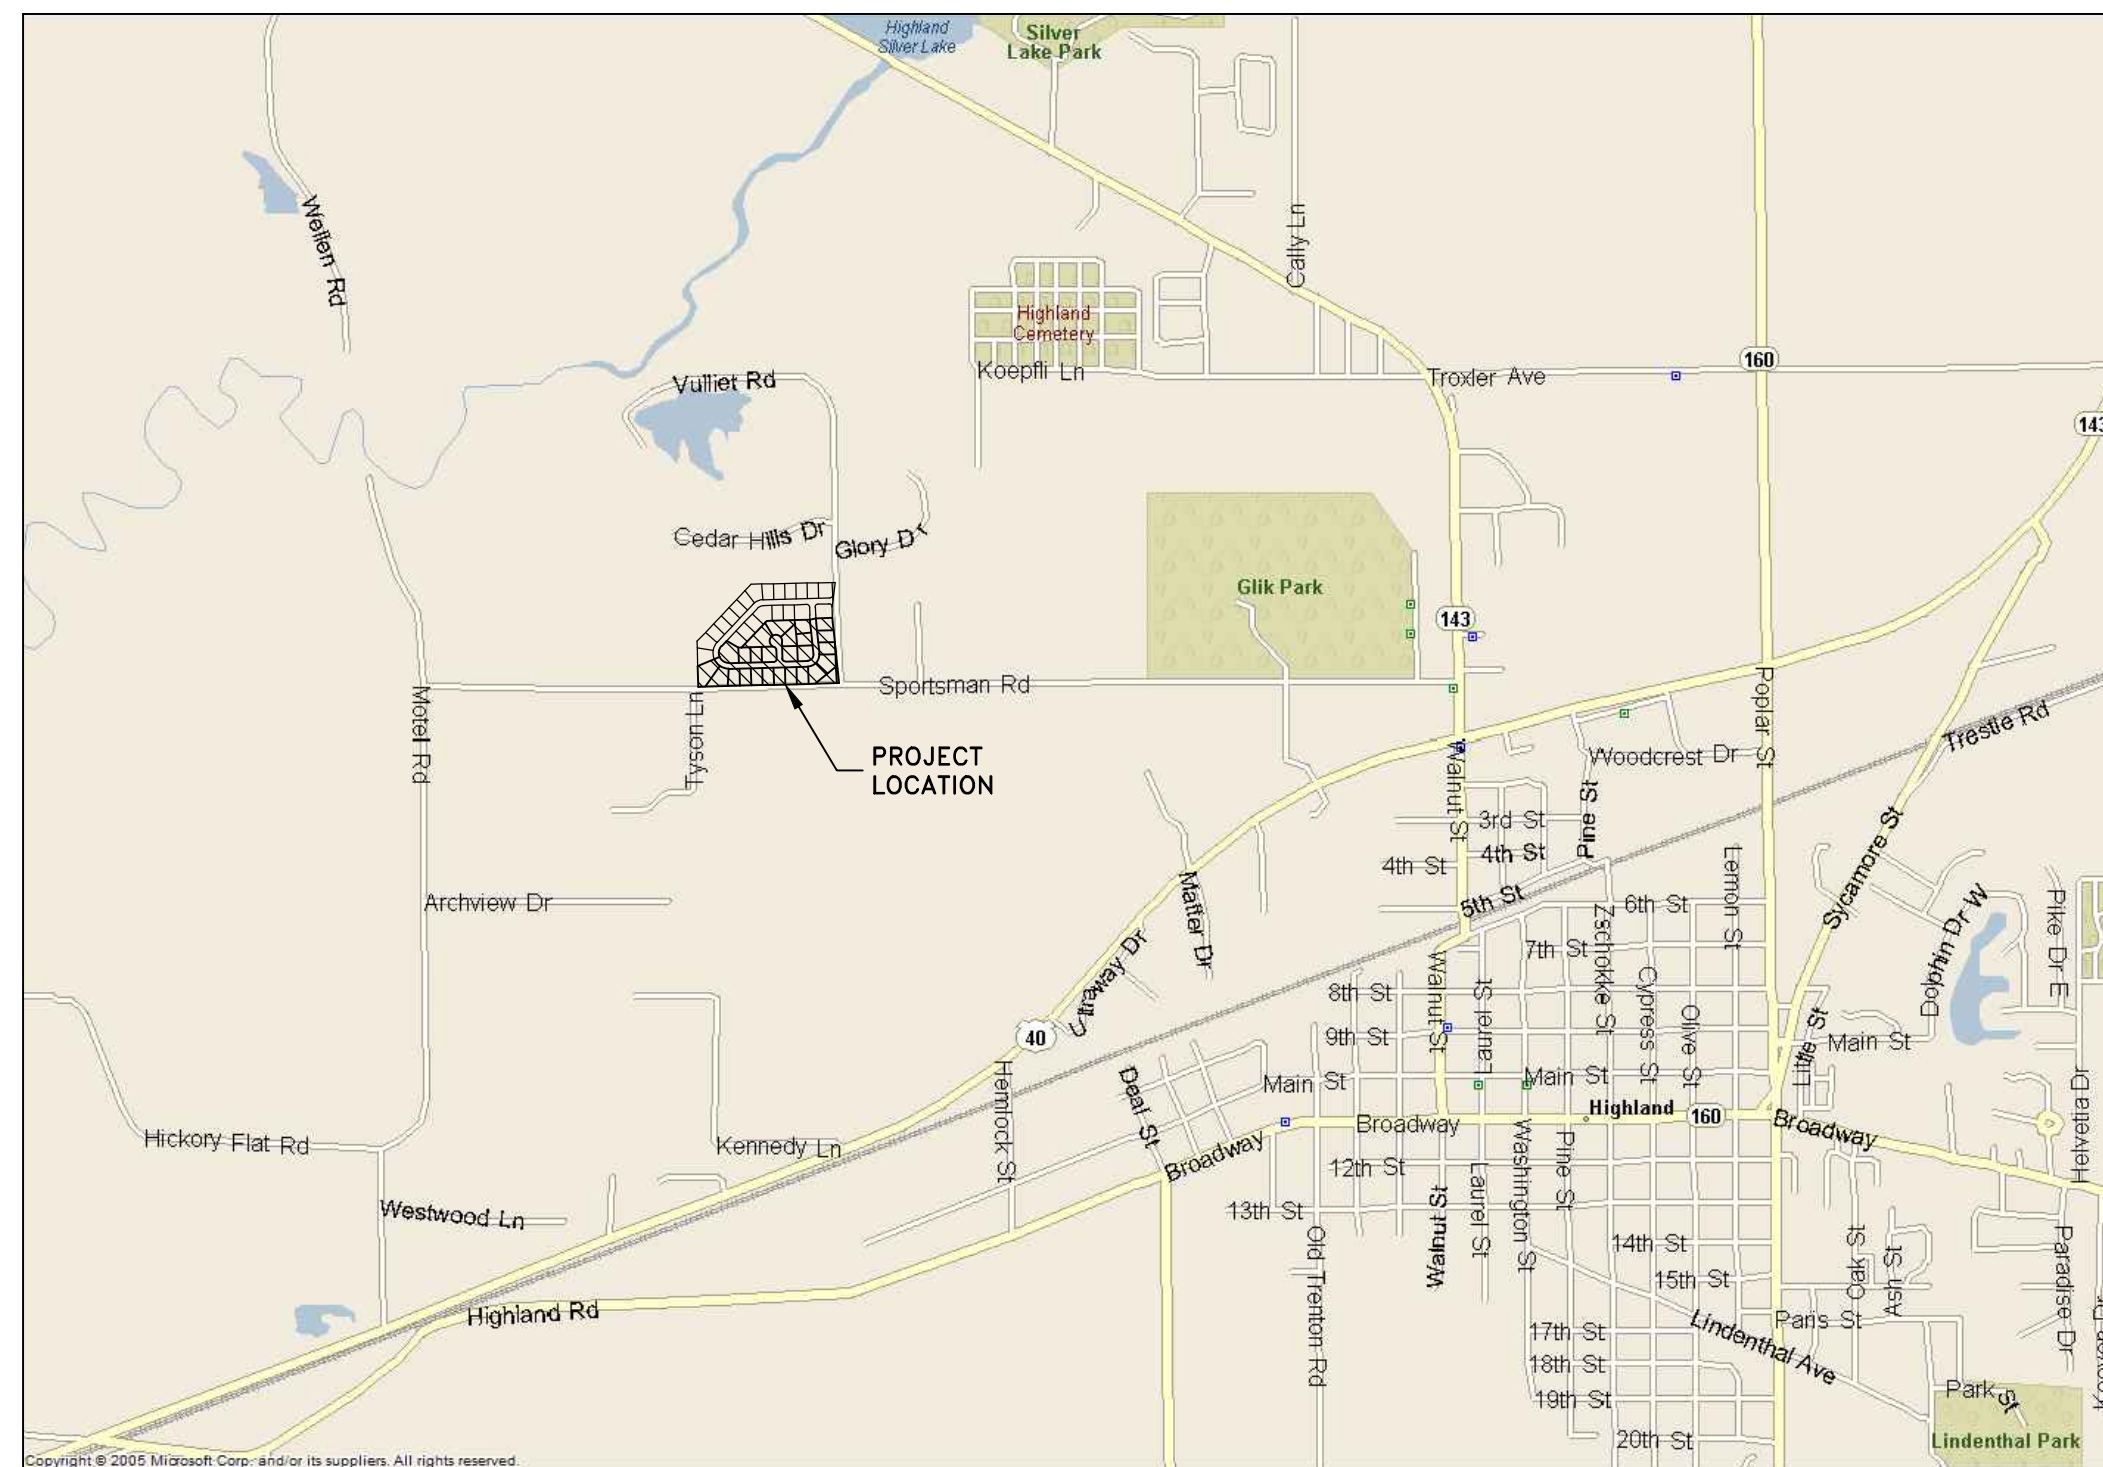 Highland
Silver Lake
Silver
Lake Park
Wellen Rd
Cally Ln
Highland
Cemetery
Koepfli Ln
Troxler Ave
160
143
Vulliet Rd
Cedar Hills Dr
Glory Dr
Glik Park
143
Sportsman Rd
Motel Rd
Tyson Ln
PROJECT
LOCATION
Poplar St
Trestle Rd
Woodcrest Dr
Walnut St
Pine St
3rd St
4th St
4th St
5th St
Sycamore St
Lemon St
6th St
Zschokke St
7th St
Archview Dr
Matter Dr
Ultraway Dr
Dolphin Dr W
Pike Dr E
8th St
Walnut St
Laurel St
Cypress St
Olive St
9th St
40
Little St
Main St
Hemlock St
Deal St
Main St
Main St
Helvetia Dr
Highland
160
Broadway
Broadway
Broadway
Hickory Flat Rd
Kennedy Ln
12th St
Washington St
Pine St
Laurel St
Walnut St
Westwood Ln
13th St
Old Trenton Rd
14th St
15th St
Oak St
Ash St
Paradise Dr
Highland Rd
Paris St
Lindenthal Ave
17th St
18th St
19th St
Park St
20th St
Lindenthal Park
Copyright © 2005 Microsoft Corp. and/or its suppliers. All rights reserved.